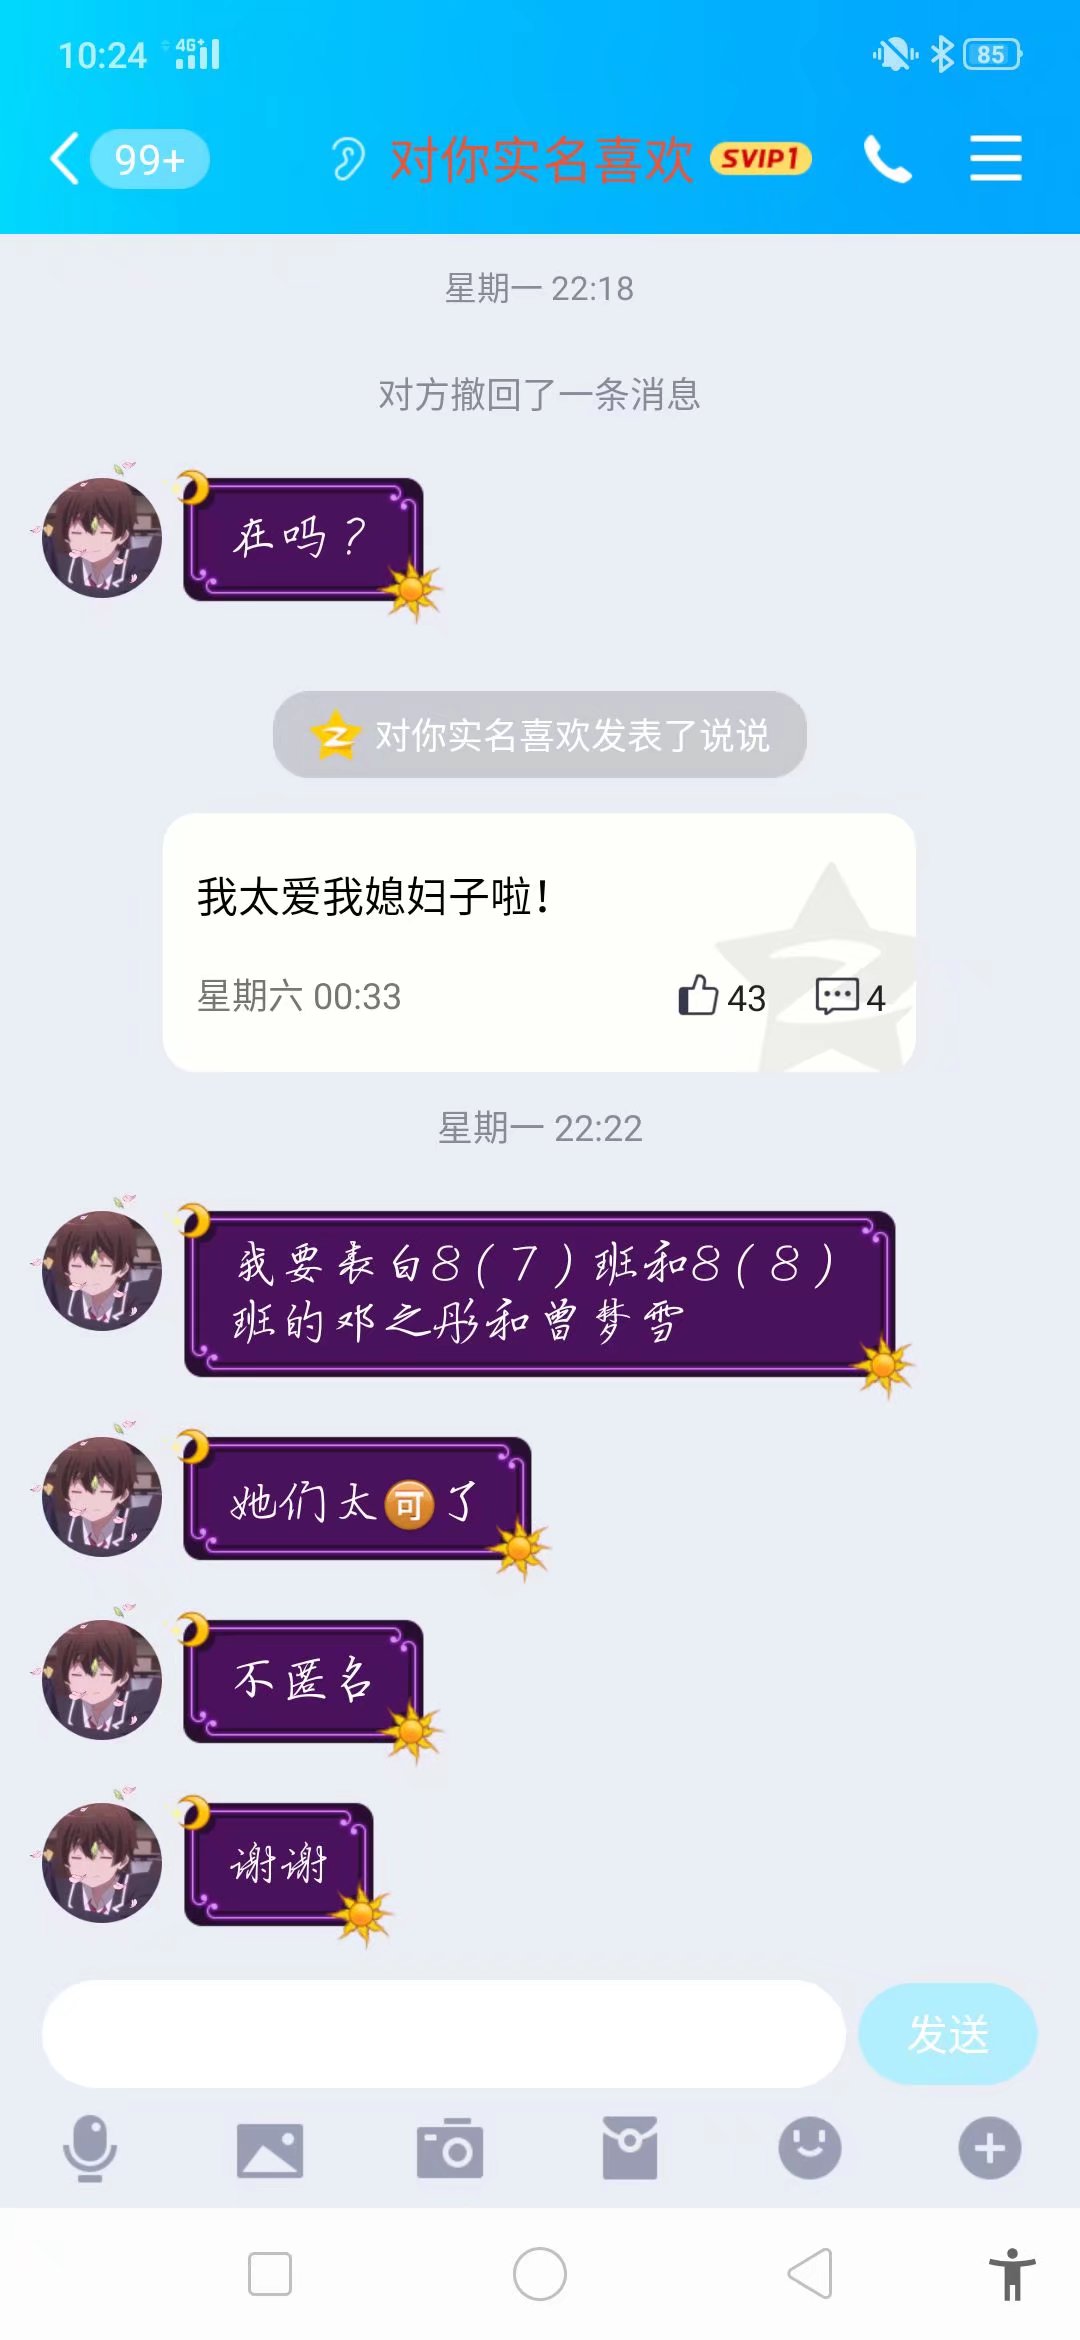 10:24 4G+ 85
99+ 对你实名喜欢 SVIP1
星期一 22:18
对方撤回了一条消息
在吗？
对你实名喜欢发表了说说
我太爱我媳妇子啦！
星期六 00:33 43 4
星期一 22:22
我要表白8(7)班和8(8)
班的邓之彤和曾梦雪
她们太🉑了
不匿名
谢谢
发送